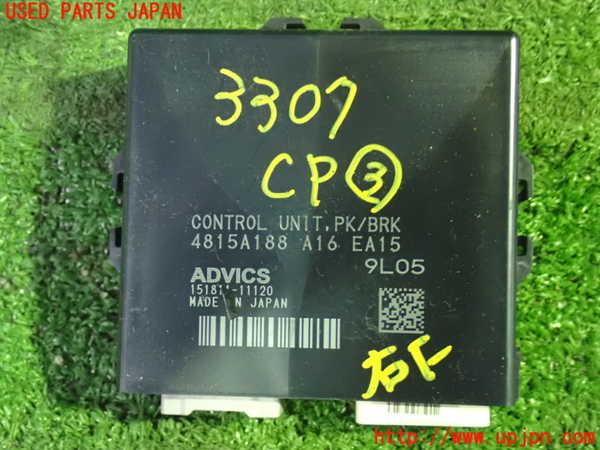 USED PARTS JAPAN
3307
CP③
CONTROL UNIT, PK/BRK
4815A188 A16 EA15
9L05
ADVICS
MADE IN JAPAN
右下
http://www.upjpn.com